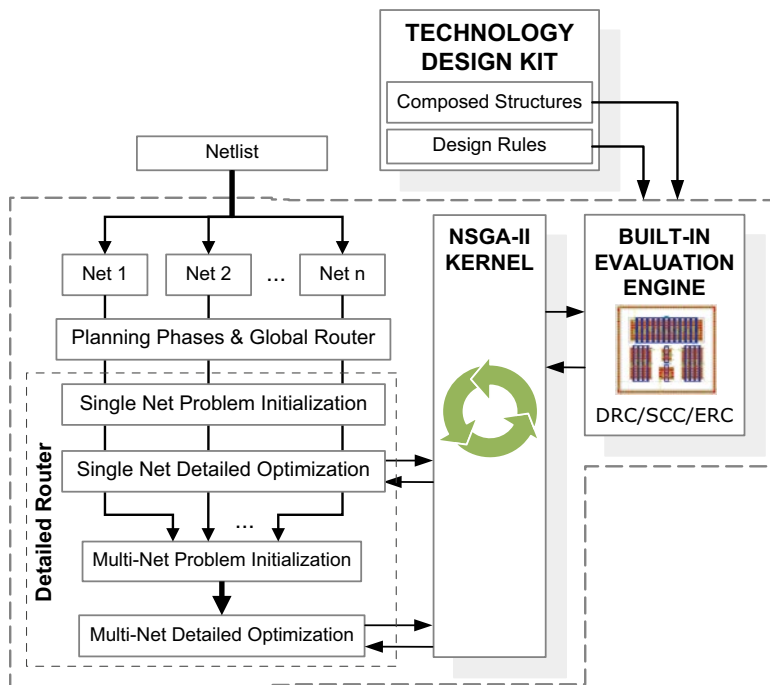 TECHNOLOGY
DESIGN KIT
Composed Structures
Design Rules
Netlist
Net 1
Net 2
...
Net n
Planning Phases & Global Router
Detailed Router
Single Net Problem Initialization
Single Net Detailed Optimization
...
Multi-Net Problem Initialization
Multi-Net Detailed Optimization
NSGA-II
KERNEL
BUILT-IN
EVALUATION
ENGINE
DRC/SCC/ERC